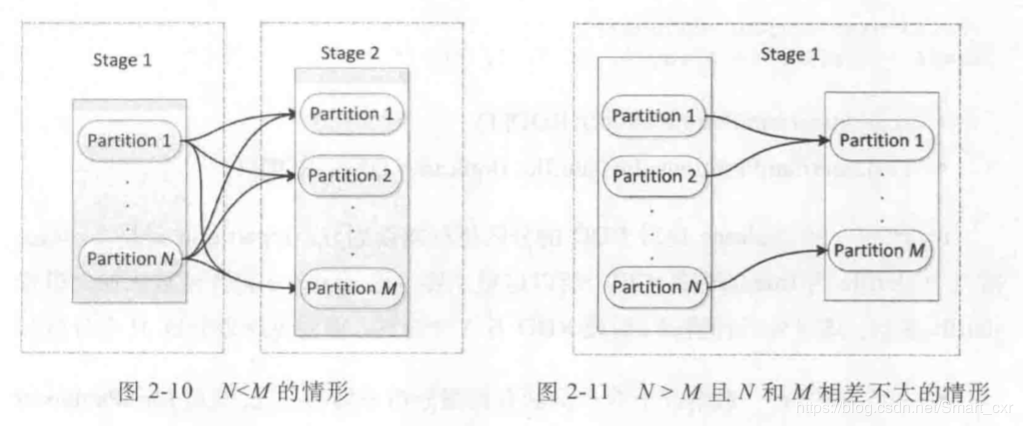 Stage 1
Partition 1
Partition N
Stage 2
Partition 1
Partition 2
Partition M
图 2-10 N<M 的情形
Stage 1
Partition 1
Partition 2
Partition N
Partition 1
Partition M
图 2-11 N > M 且 N 和 M 相差不大的情形
https://blog.csdn.net/Smart_cxr